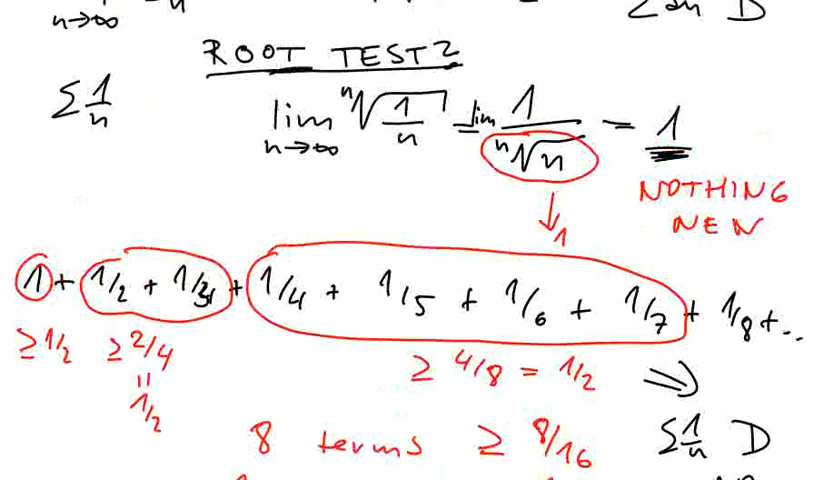 n→∞ n Σan D
ROOT TEST?
Σ 1/n lim n→∞ ⁿ√(1/n) = lim 1/ⁿ√n = 1
↓ 1 NOTHING NEW
1 + 1/2 + 1/3 + 1/4 + 1/5 + 1/6 + 1/7 + 1/8 + ..
≥ 1/2 ≥ 2/4 ≥ 4/8 = 1/2 ⇒
=
1/2
8 terms ≥ 8/16 Σ 1/n D